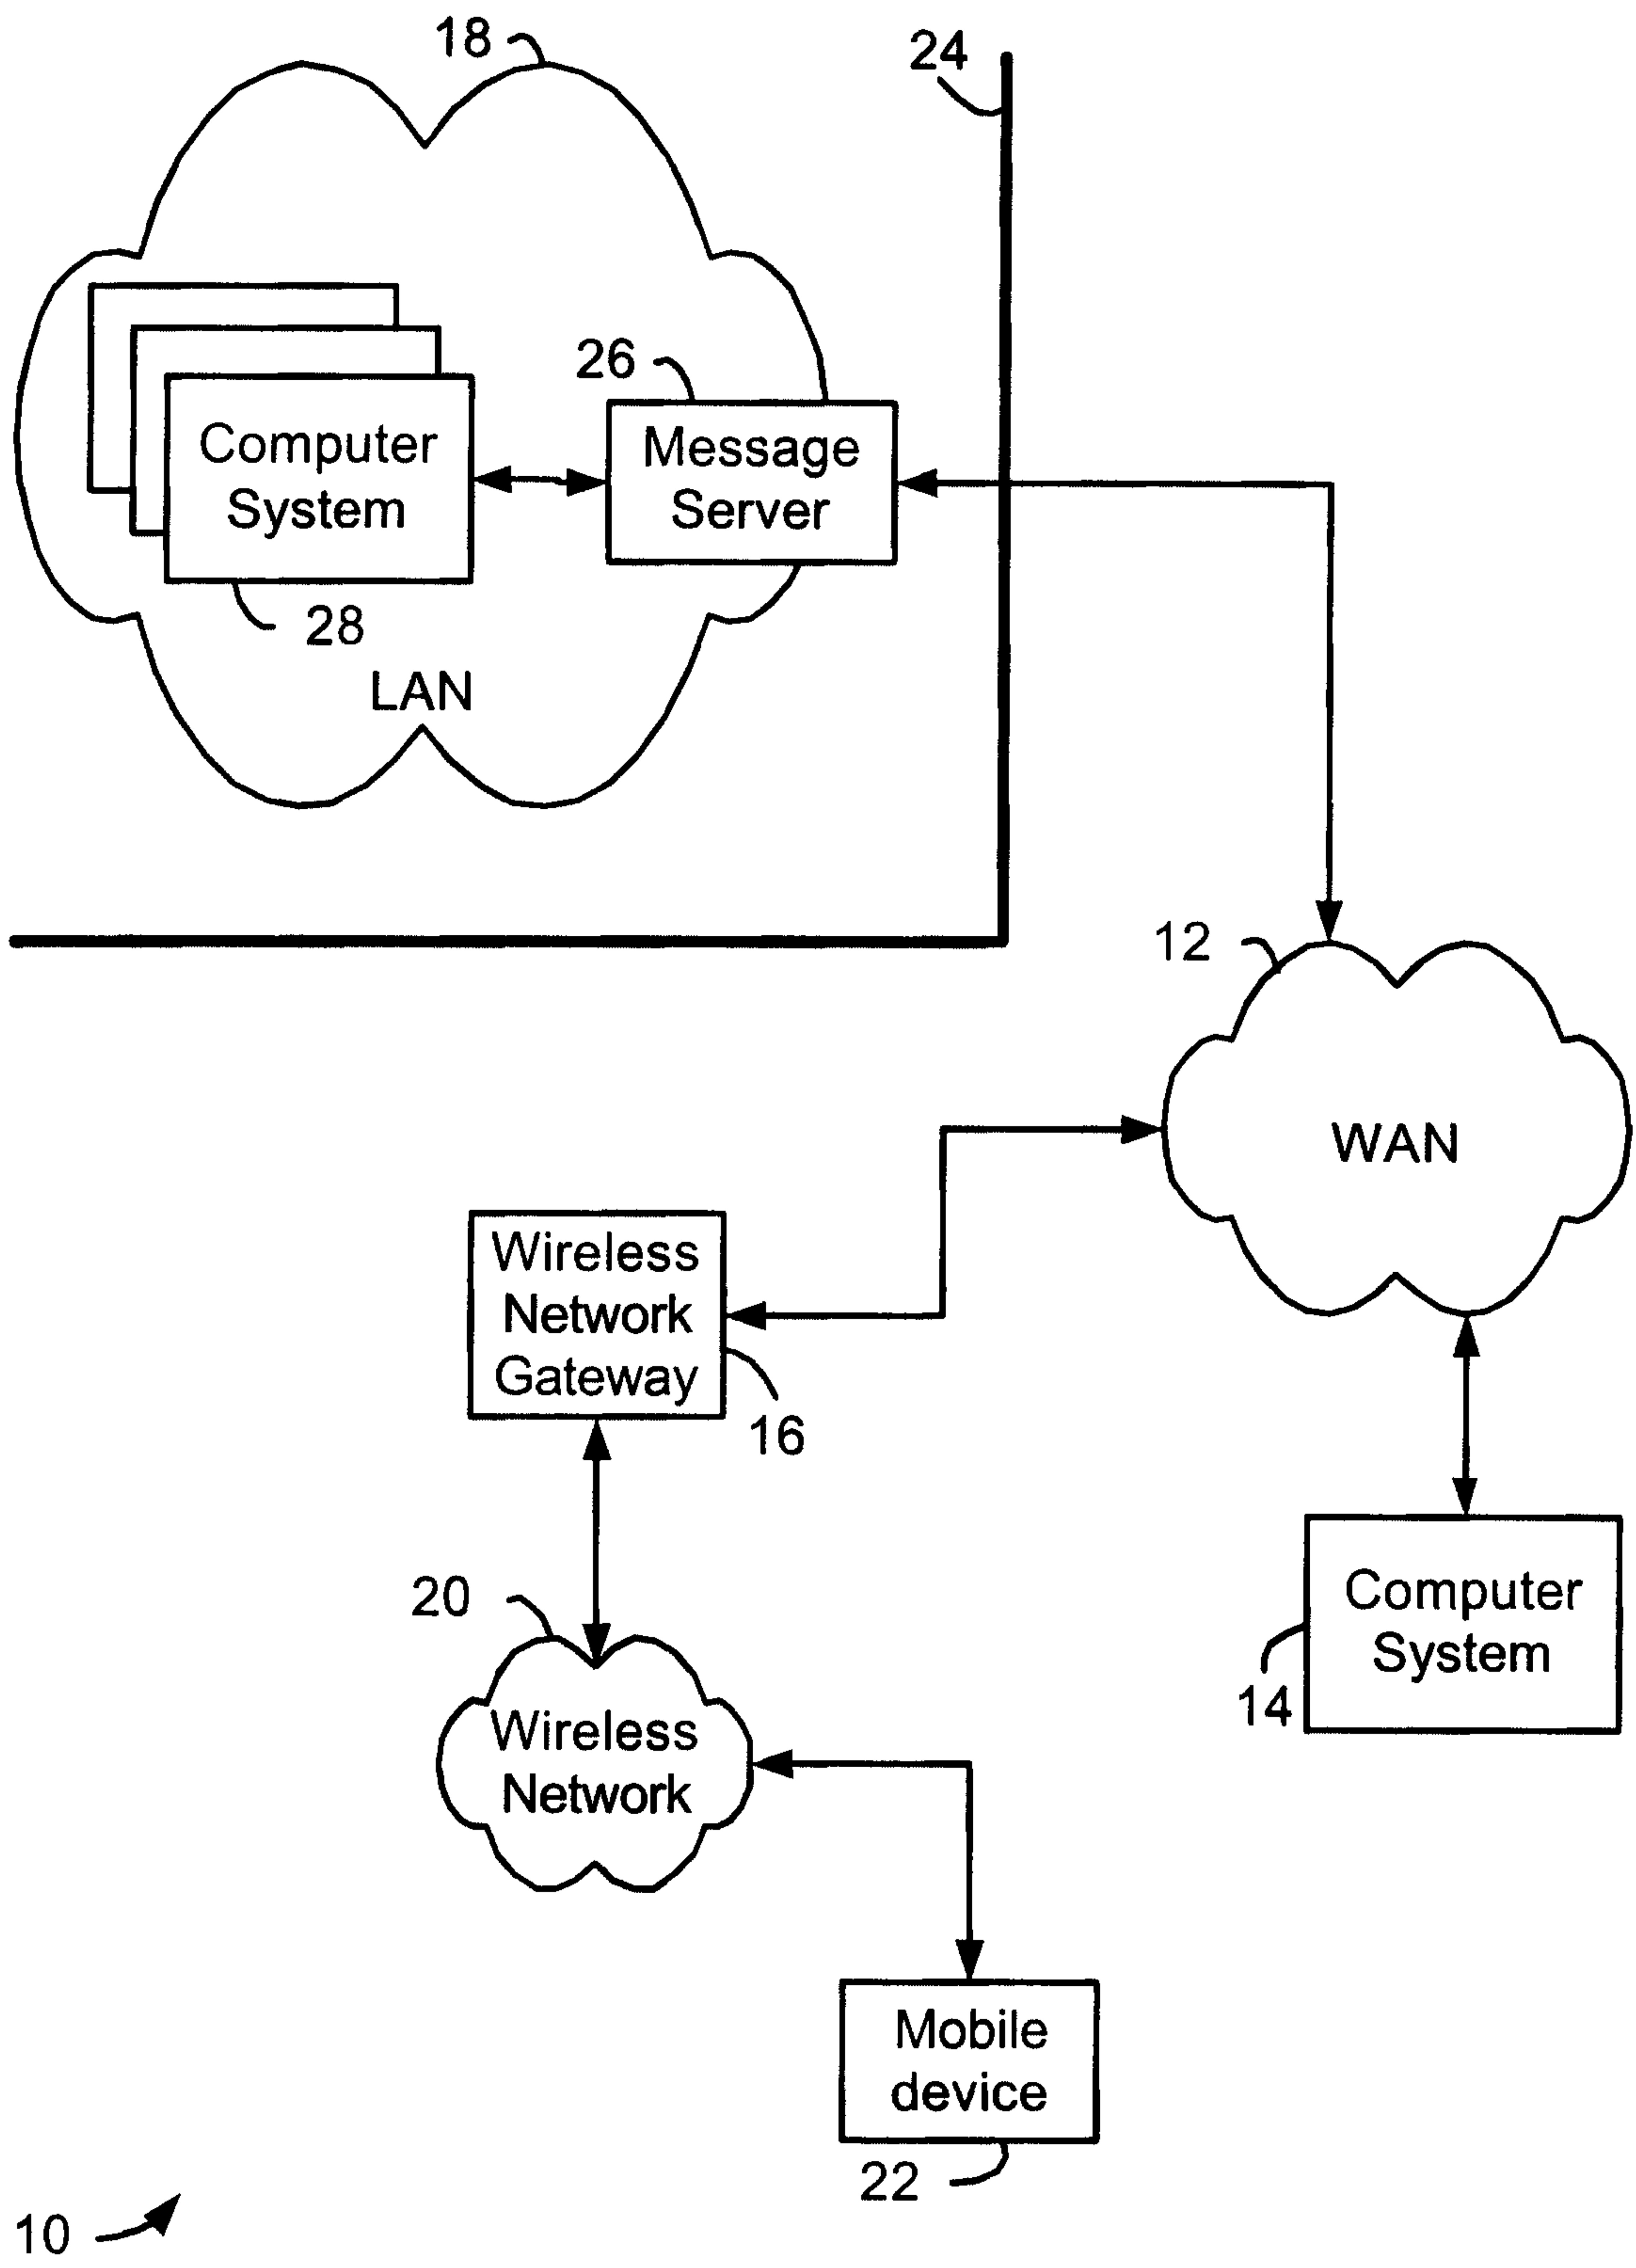 18
24
26
Computer
System
Message
Server
28
LAN
12
WAN
Wireless
Network
Gateway
16
20
Computer
System
14
Wireless
Network
Mobile
device
22
10